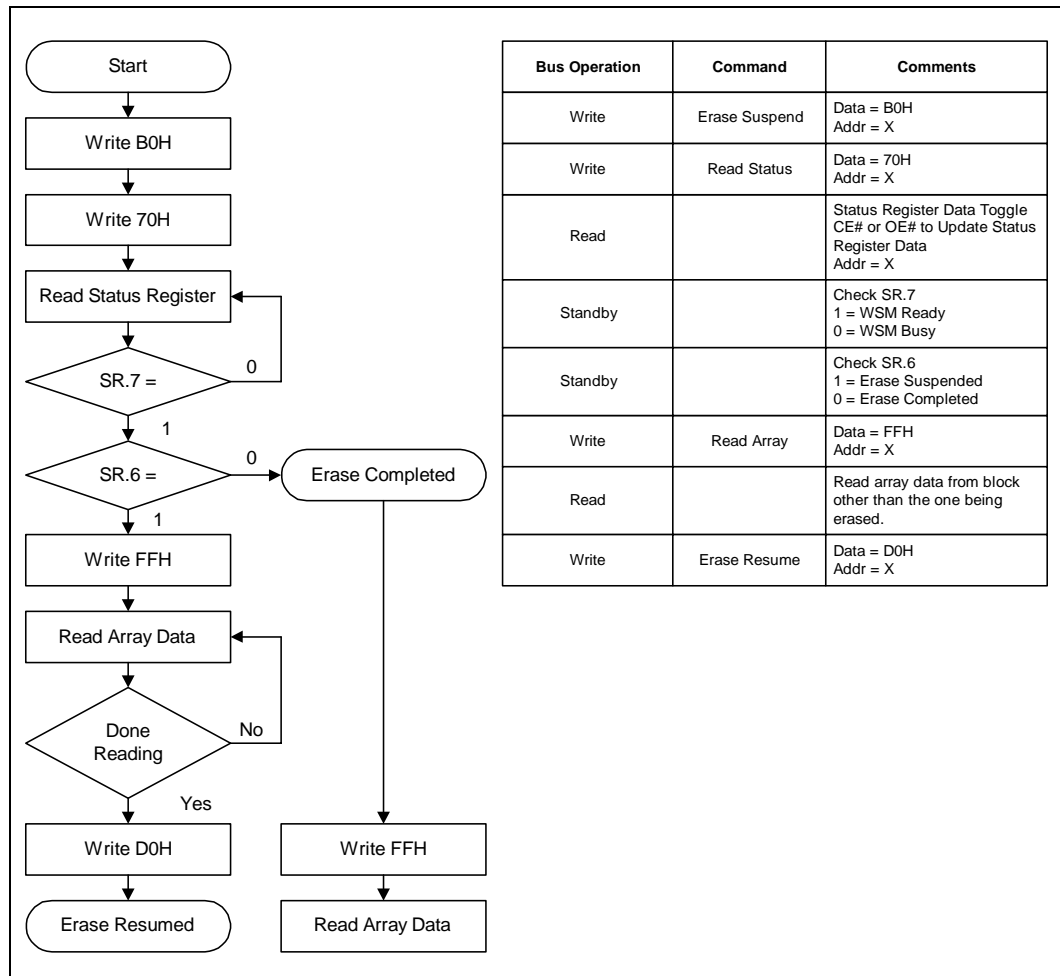 Start
Write B0H
Write 70H
Read Status Register
SR.7 =
0
1
SR.6 =
0
Erase Completed
1
Write FFH
Read Array Data
Done
Reading
No
Yes
Write D0H
Write FFH
Erase Resumed
Read Array Data
Bus Operation
Command
Comments
Write
Erase Suspend
Data = B0H
Addr = X
Write
Read Status
Data = 70H
Addr = X
Read
Status Register Data Toggle
CE# or OE# to Update Status
Register Data
Addr = X
Standby
Check SR.7
1 = WSM Ready
0 = WSM Busy
Standby
Check SR.6
1 = Erase Suspended
0 = Erase Completed
Write
Read Array
Data = FFH
Addr = X
Read
Read array data from block
other than the one being
erased.
Write
Erase Resume
Data = D0H
Addr = X